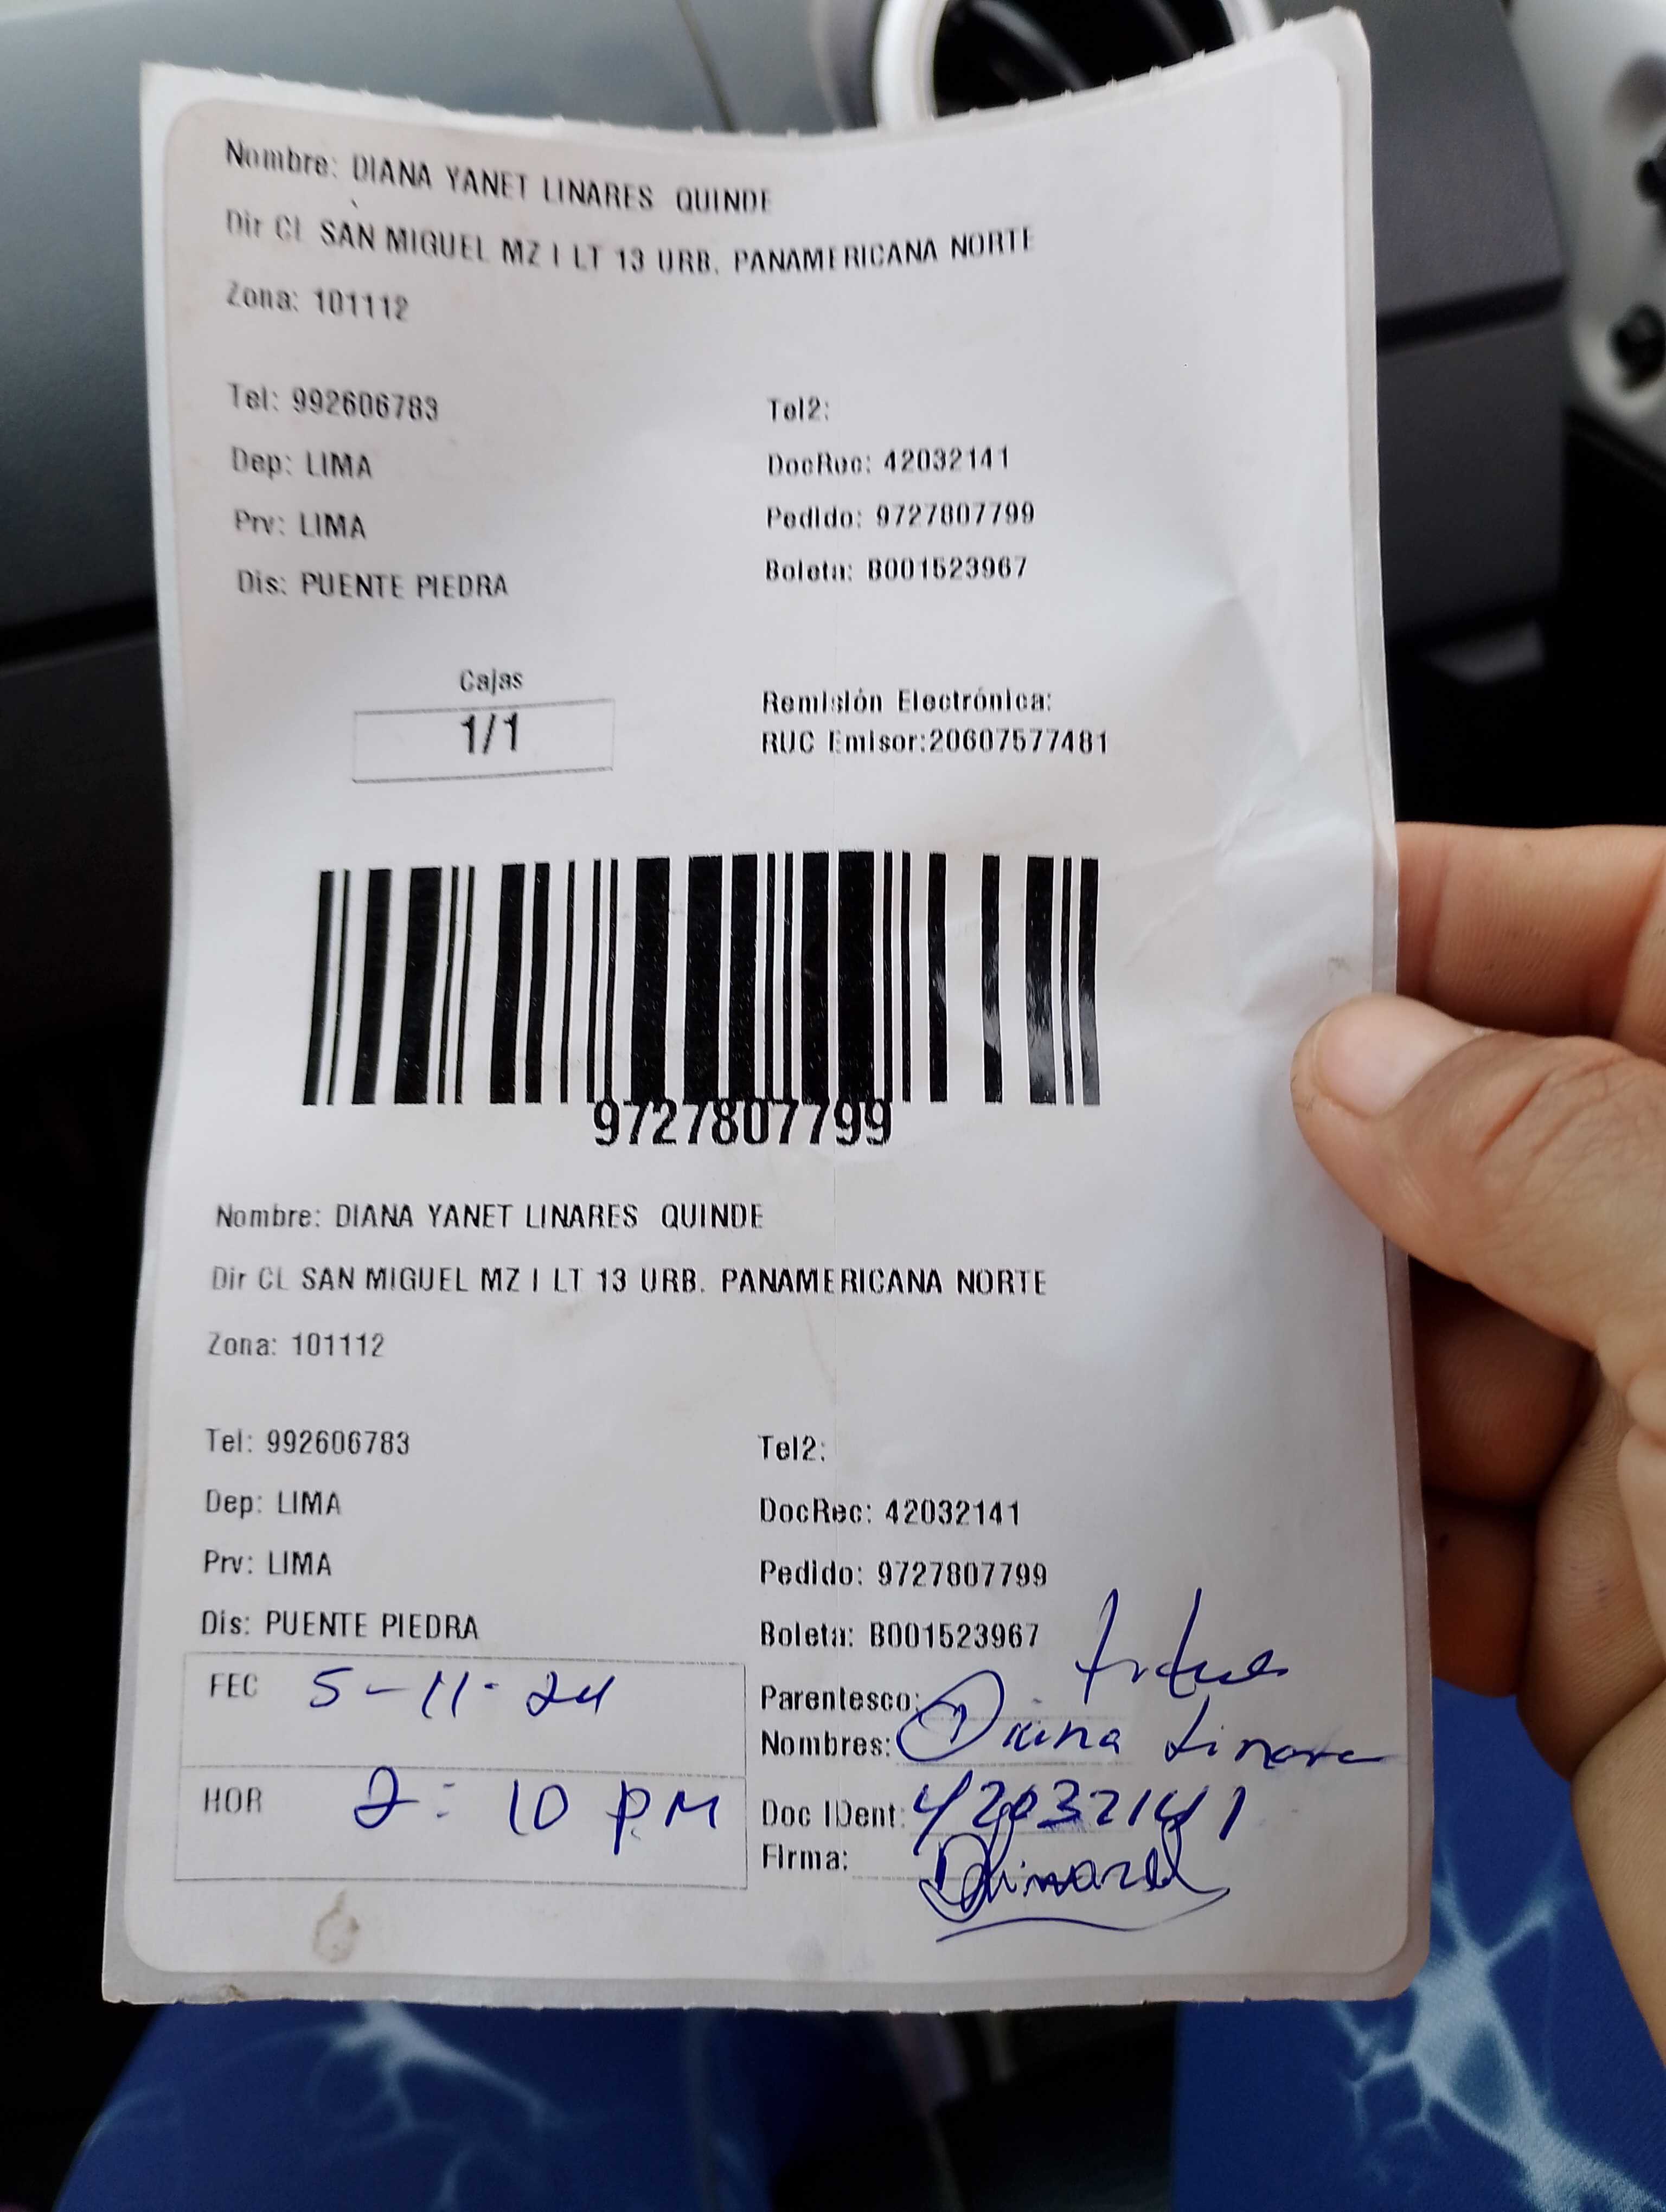 Nombre: DIANA YANET LINARES QUINDE
Dir CL SAN MIGUEL MZ I LT 13 URB. PANAMERICANA NORTE
Zona: 101112
Tel: 992606783
Tel2:
Dep: LIMA
DocRec: 42032141
Prv: LIMA
Pedido: 9727807799
Dis: PUENTE PIEDRA
Boleta: B001523967
Cajas
1/1
Remisión Electrónica:
RUC Emisor:20607577481
9727807799
Nombre: DIANA YANET LINARES QUINDE
Dir CL SAN MIGUEL MZ I LT 13 URB. PANAMERICANA NORTE
Zona: 101112
Tel: 992606783
Tel2:
Dep: LIMA
DocRec: 42032141
Prv: LIMA
Pedido: 9727807799
Dis: PUENTE PIEDRA
Boleta: B001523967
FEC 5-11-24
Parentesco:
Nombres: Diana Linares
HOR 2:10 PM
Doc IDent: 42032141
Firma: